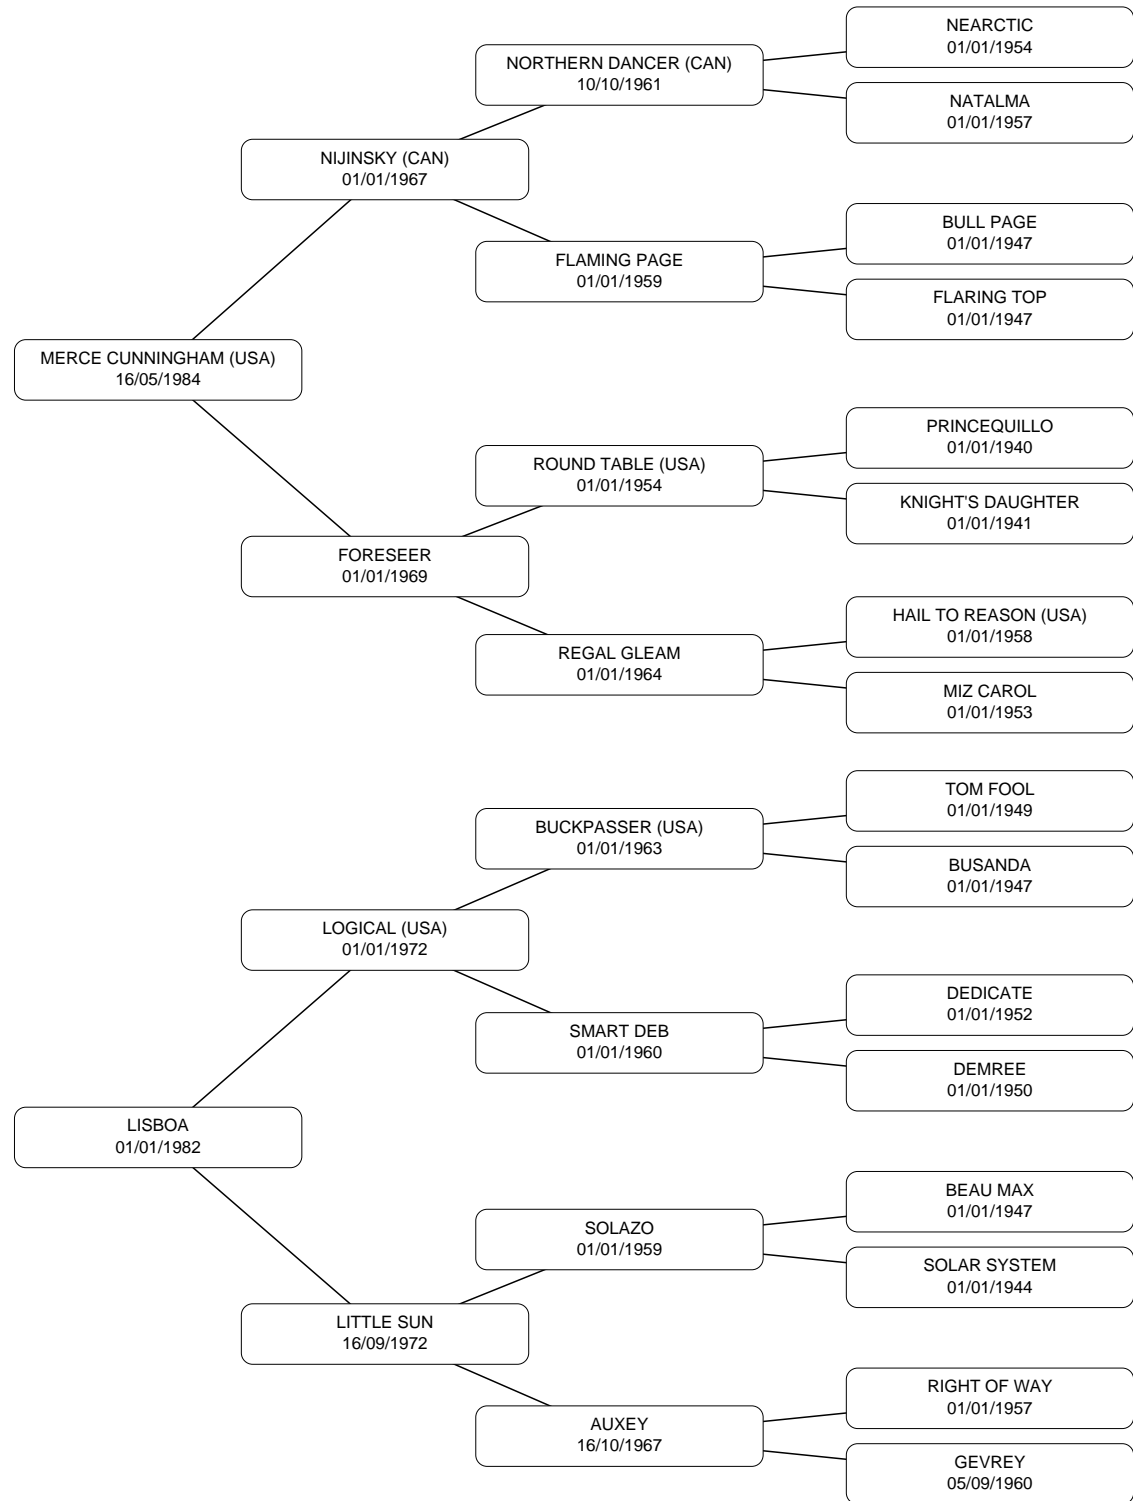 NEARCTIC
01/01/1954
NORTHERN DANCER (CAN)
10/10/1961
NATALMA
01/01/1957
NIJINSKY (CAN)
01/01/1967
BULL PAGE
01/01/1947
FLAMING PAGE
01/01/1959
FLARING TOP
01/01/1947
MERCE CUNNINGHAM (USA)
16/05/1984
PRINCEQUILLO
01/01/1940
ROUND TABLE (USA)
01/01/1954
KNIGHT'S DAUGHTER
01/01/1941
FORESEER
01/01/1969
HAIL TO REASON (USA)
01/01/1958
REGAL GLEAM
01/01/1964
MIZ CAROL
01/01/1953
TOM FOOL
01/01/1949
BUCKPASSER (USA)
01/01/1963
BUSANDA
01/01/1947
LOGICAL (USA)
01/01/1972
DEDICATE
01/01/1952
SMART DEB
01/01/1960
DEMREE
01/01/1950
LISBOA
01/01/1982
BEAU MAX
01/01/1947
SOLAZO
01/01/1959
SOLAR SYSTEM
01/01/1944
LITTLE SUN
16/09/1972
RIGHT OF WAY
01/01/1957
AUXEY
16/10/1967
GEVREY
05/09/1960